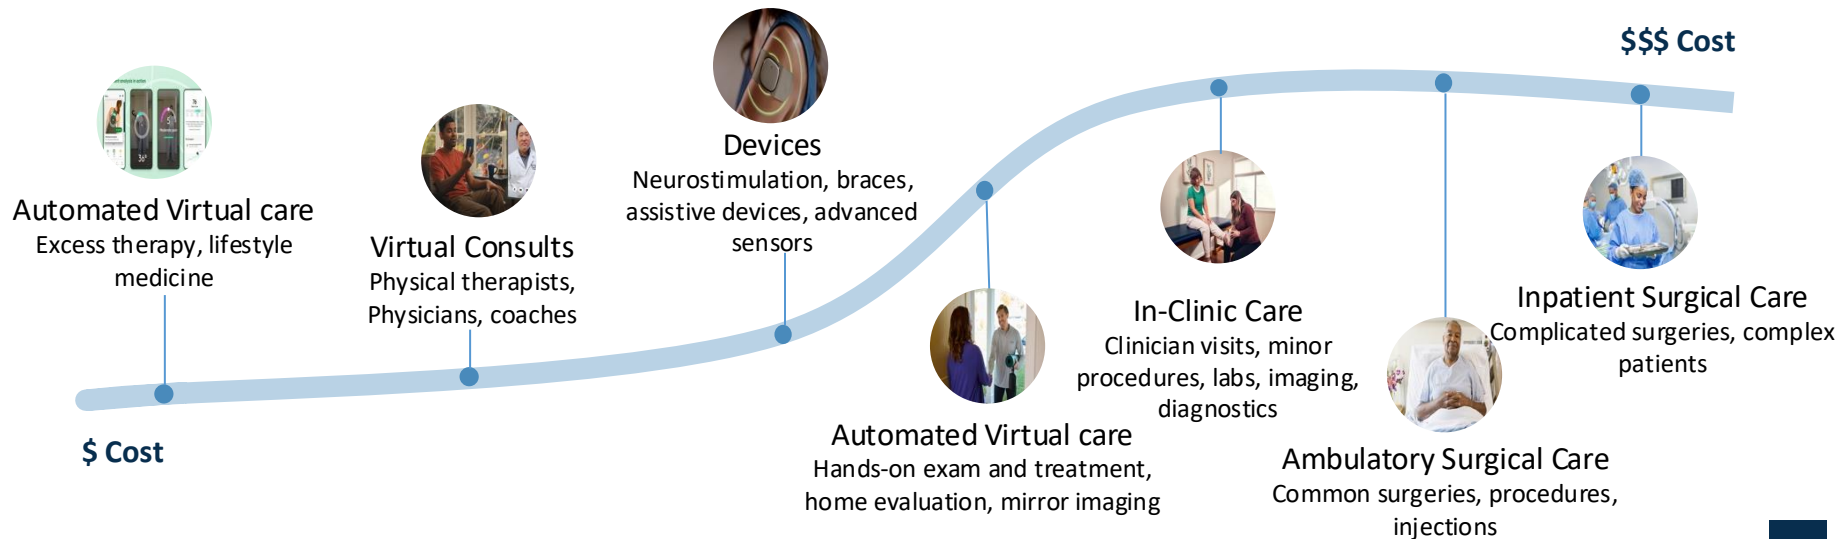 $$$ Cost
Automated Virtual care
Excess therapy, lifestyle
medicine
Virtual Consults
Physical therapists,
Physicians, coaches
Devices
Neurostimulation, braces,
assistive devices, advanced
sensors
Automated Virtual care
Hands-on exam and treatment,
home evaluation, mirror imaging
In-Clinic Care
Clinician visits, minor
procedures, labs, imaging,
diagnostics
Ambulatory Surgical Care
Common surgeries, procedures,
injections
Inpatient Surgical Care
Complicated surgeries, complex
patients
$ Cost